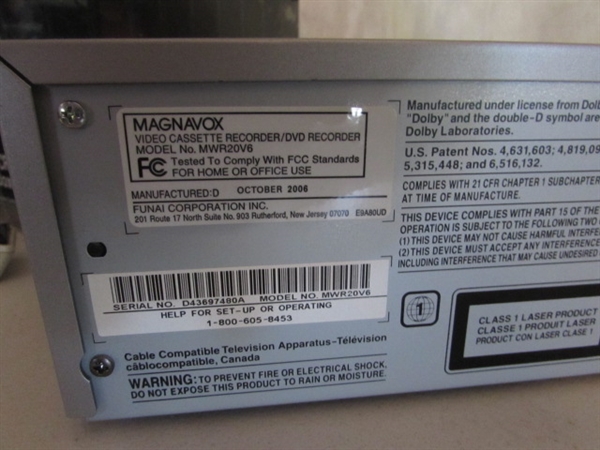 MAGNAVOX
VIDEO CASSETTE RECORDER/DVD RECORDER
MODEL No. MWR20V6
FC Tested To Comply With FCC Standards
FOR HOME OR OFFICE USE
MANUFACTURED:D OCTOBER 2006
FUNAI CORPORATION INC.
201 Route 17 North Suite No. 903 Rutherford, New Jersey 07070 E9A80UD
SERIAL NO. D43697490A MODEL NO. MWR20V6
HELP FOR SET-UP OR OPERATING
1-800-605-8453
Cable Compatible Television Apparatus-Télévision
câblocompatible, Canada
WARNING: TO PREVENT FIRE OR ELECTRICAL SHOCK,
DO NOT EXPOSE THIS PRODUCT TO RAIN OR MOISTURE.
Manufactured under license from
"Dolby" and the double-D symbol are
Dolby Laboratories.
U.S. Patent Nos. 4,631,603;
5,315,448; and 6,516,132.
COMPLIES WITH 21 CFR CHAPTER 1 SUBCHAPTER
AT TIME OF MANUFACTURE.
THIS DEVICE COMPLIES WITH PART 15 OF THE
OPERATION IS SUBJECT TO THE FOLLOWING TWO
(1) THIS DEVICE MAY NOT CAUSE HARMFUL
(2) THIS DEVICE MUST ACCEPT ANY INTERFERENCE
INCLUDING INTERFERENCE THAT MAY CAUSE UNDESIRED
1
CLASS 1 LASER PRODUCT
CLASSE 1 PRODUIT LASER
PRODUCT CON LASER CLASE 1